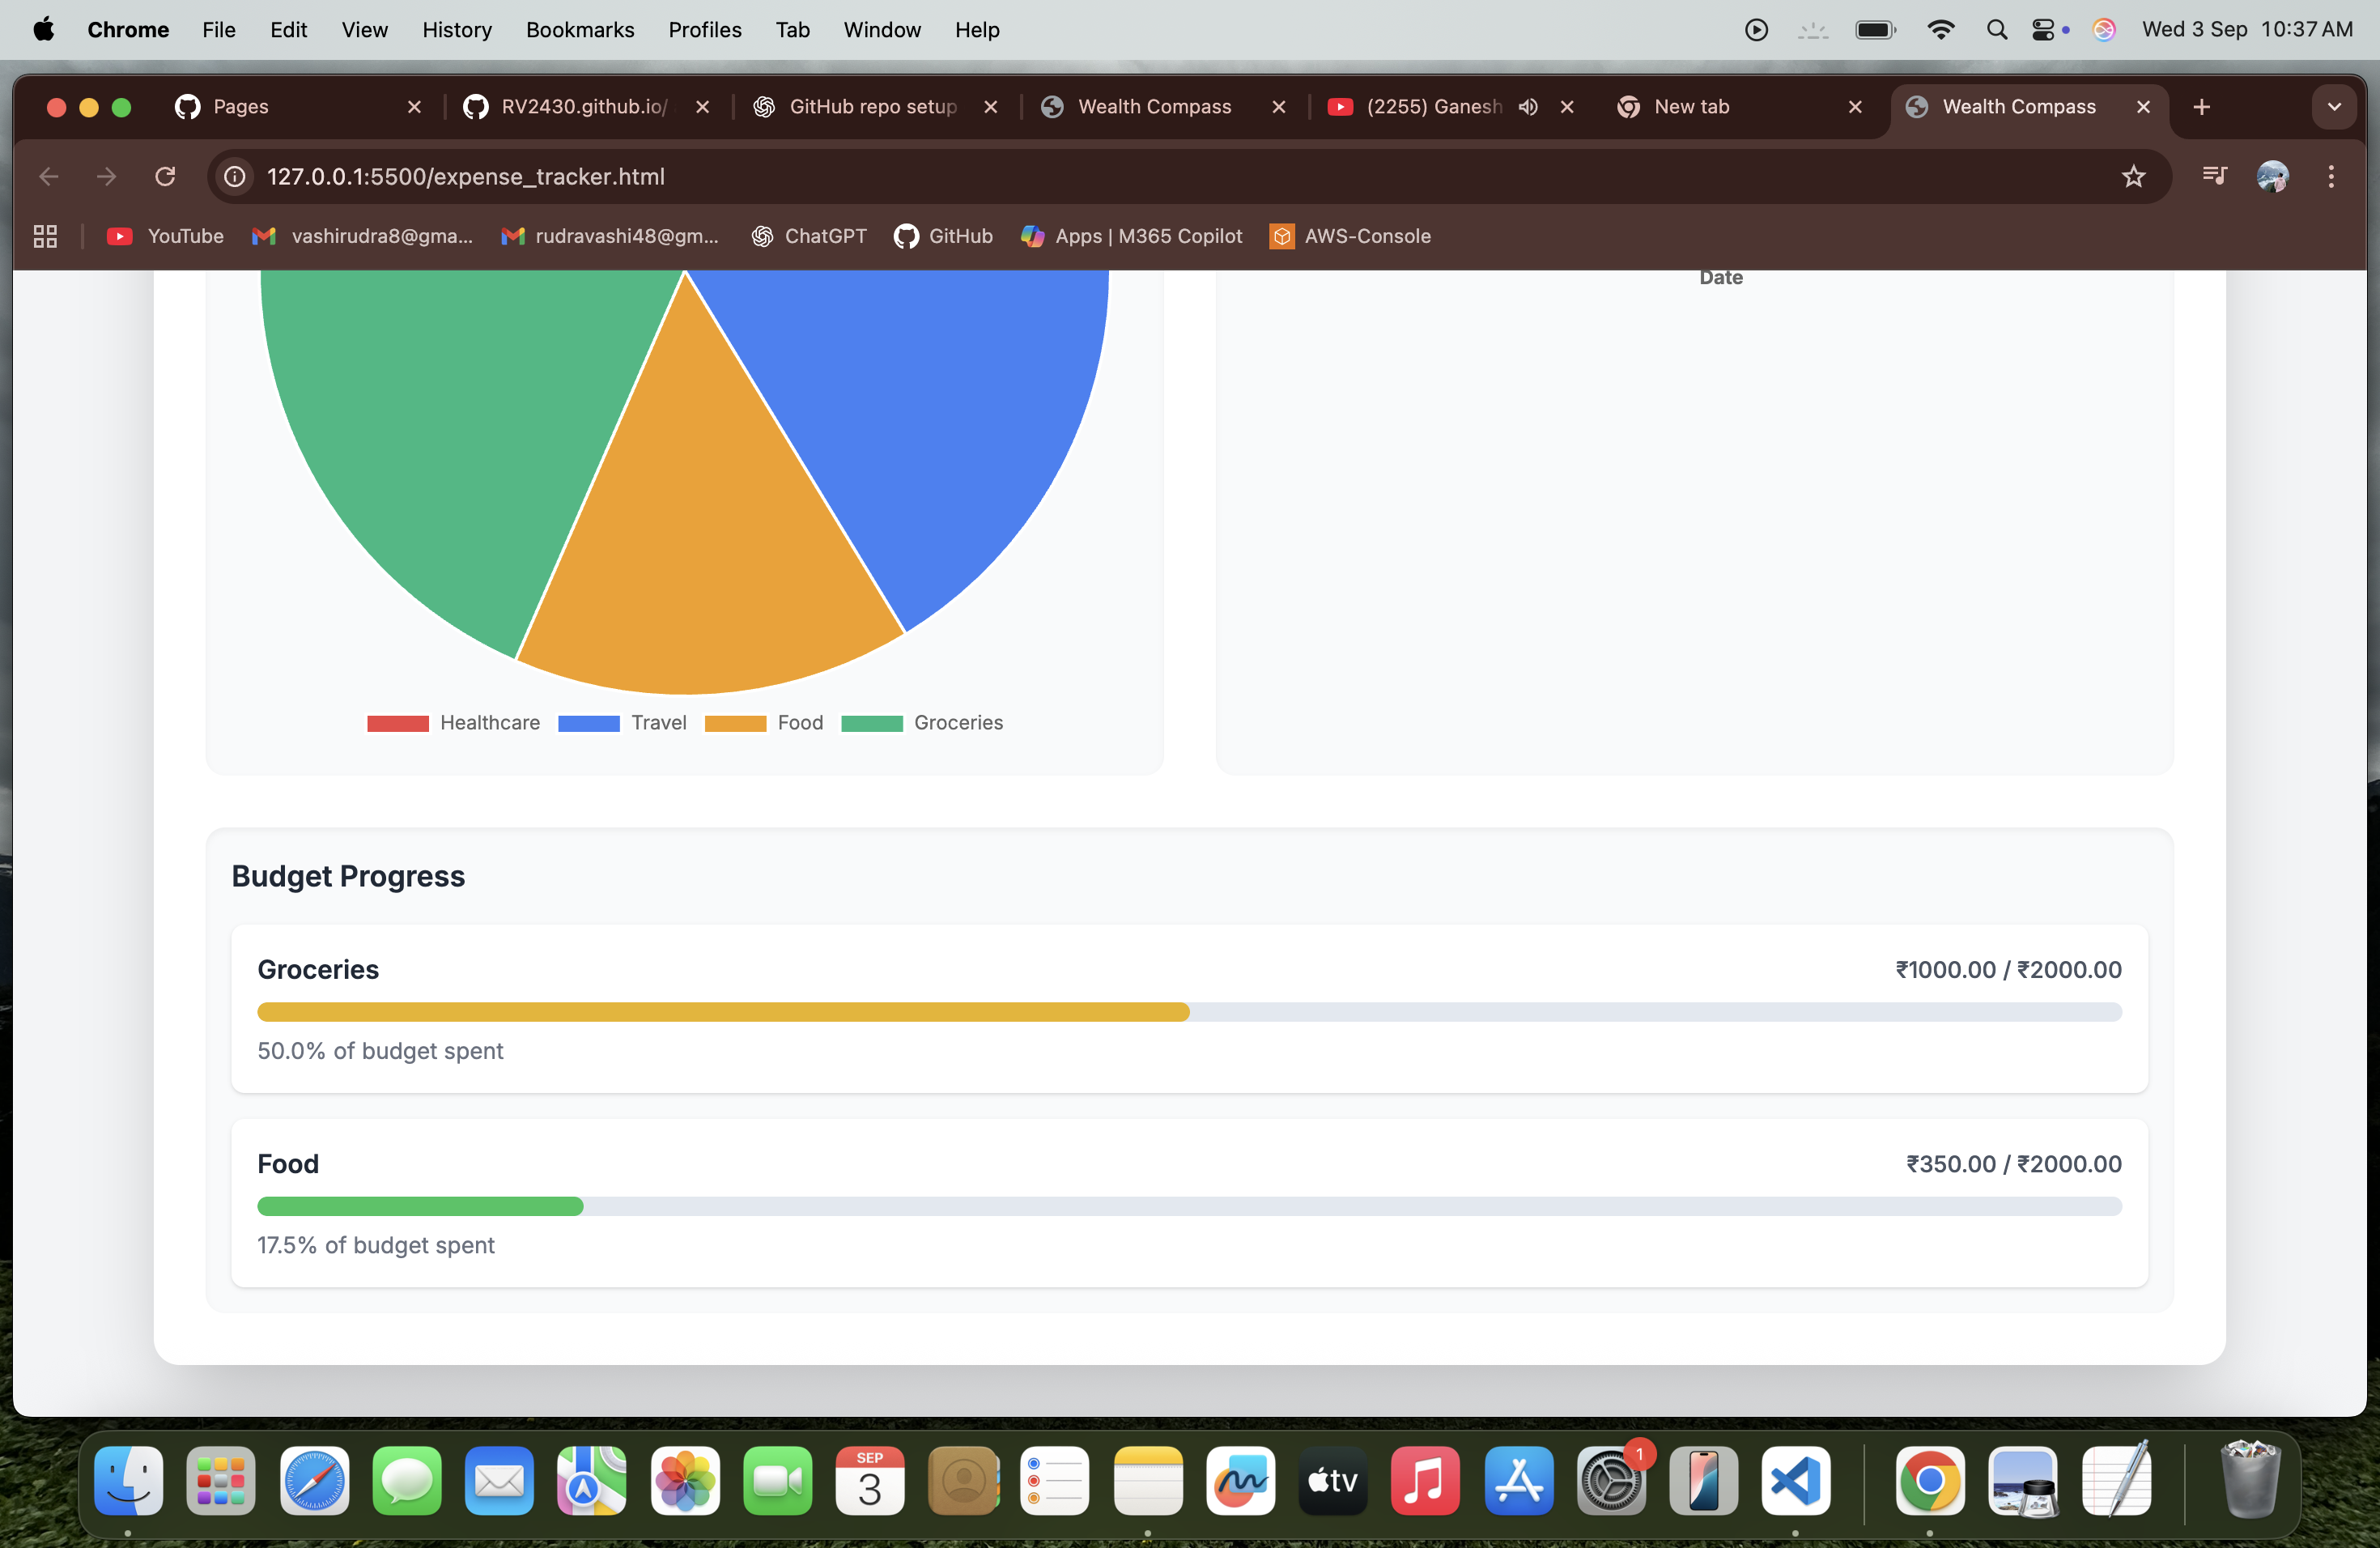 Chrome File Edit View History Bookmarks Profiles Tab Window Help Wed 3 Sep 10:37 AM
Pages RV2430.github.io/ GitHub repo setup Wealth Compass (2255) Ganesh New tab Wealth Compass
127.0.0.1:5500/expense_tracker.html
YouTube vashirudra8@gma... rudravashi48@gm... ChatGPT GitHub Apps | M365 Copilot AWS-Console
Date
Healthcare Travel Food Groceries
Budget Progress
Groceries ₹1000.00 / ₹2000.00
50.0% of budget spent
Food ₹350.00 / ₹2000.00
17.5% of budget spent
SEP
3
tv
1